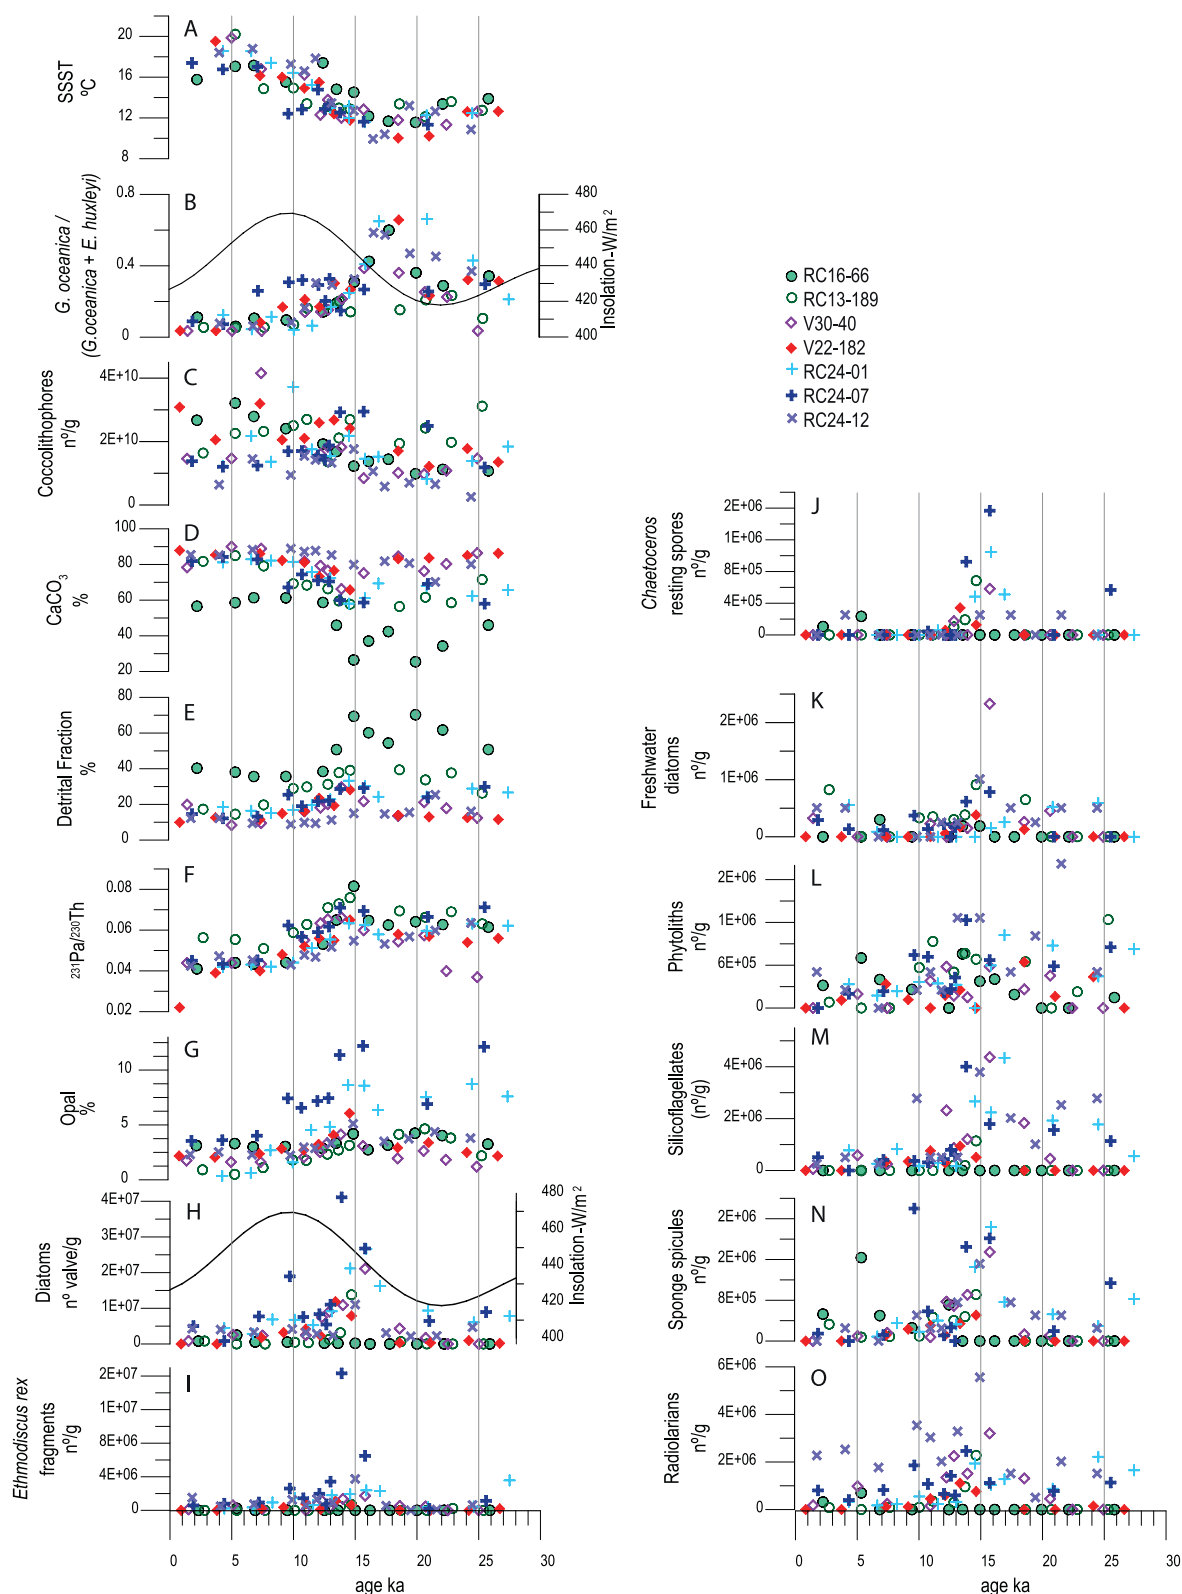 A
20
16
12
8
SSST
ºC
B
0.8
0.4
0
G. oceanica /
(G.oceanica + E. huxleyi)
480
460
440
420
400
Insolation-W/m²
C
4E+10
2E+10
0
Coccolithophores
nº/g
D
100
80
60
40
20
CaCO₃
%
E
80
60
40
20
0
Detrital Fraction
%
F
0.08
0.06
0.04
0.02
²³¹Pa/²³⁰Th
G
10
5
0
Opal
%
H
4E+07
3E+07
2E+07
1E+07
0
Diatoms
nº valve/g
480
460
440
420
400
Insolation-W/m²
I
2E+07
1E+07
8E+06
4E+06
0
Ethmodiscus rex
fragments
nº/g
0 5 10 15 20 25 30
age ka
RC16-66
RC13-189
V30-40
V22-182
RC24-01
RC24-07
RC24-12
J
2E+06
1E+06
8E+05
4E+05
0
Chaetoceros
resting spores
nº/g
K
2E+06
1E+06
0
Freshwater
diatoms
nº/g
L
2E+06
1E+06
6E+05
0
Phytoliths
nº/g
M
4E+06
2E+06
0
Silicoflagellates
(nº/g)
N
2E+06
2E+06
8E+05
0
Sponge spicules
nº/g
O
6E+06
4E+06
2E+06
0
Radiolarians
nº/g
0 5 10 15 20 25 30
age ka